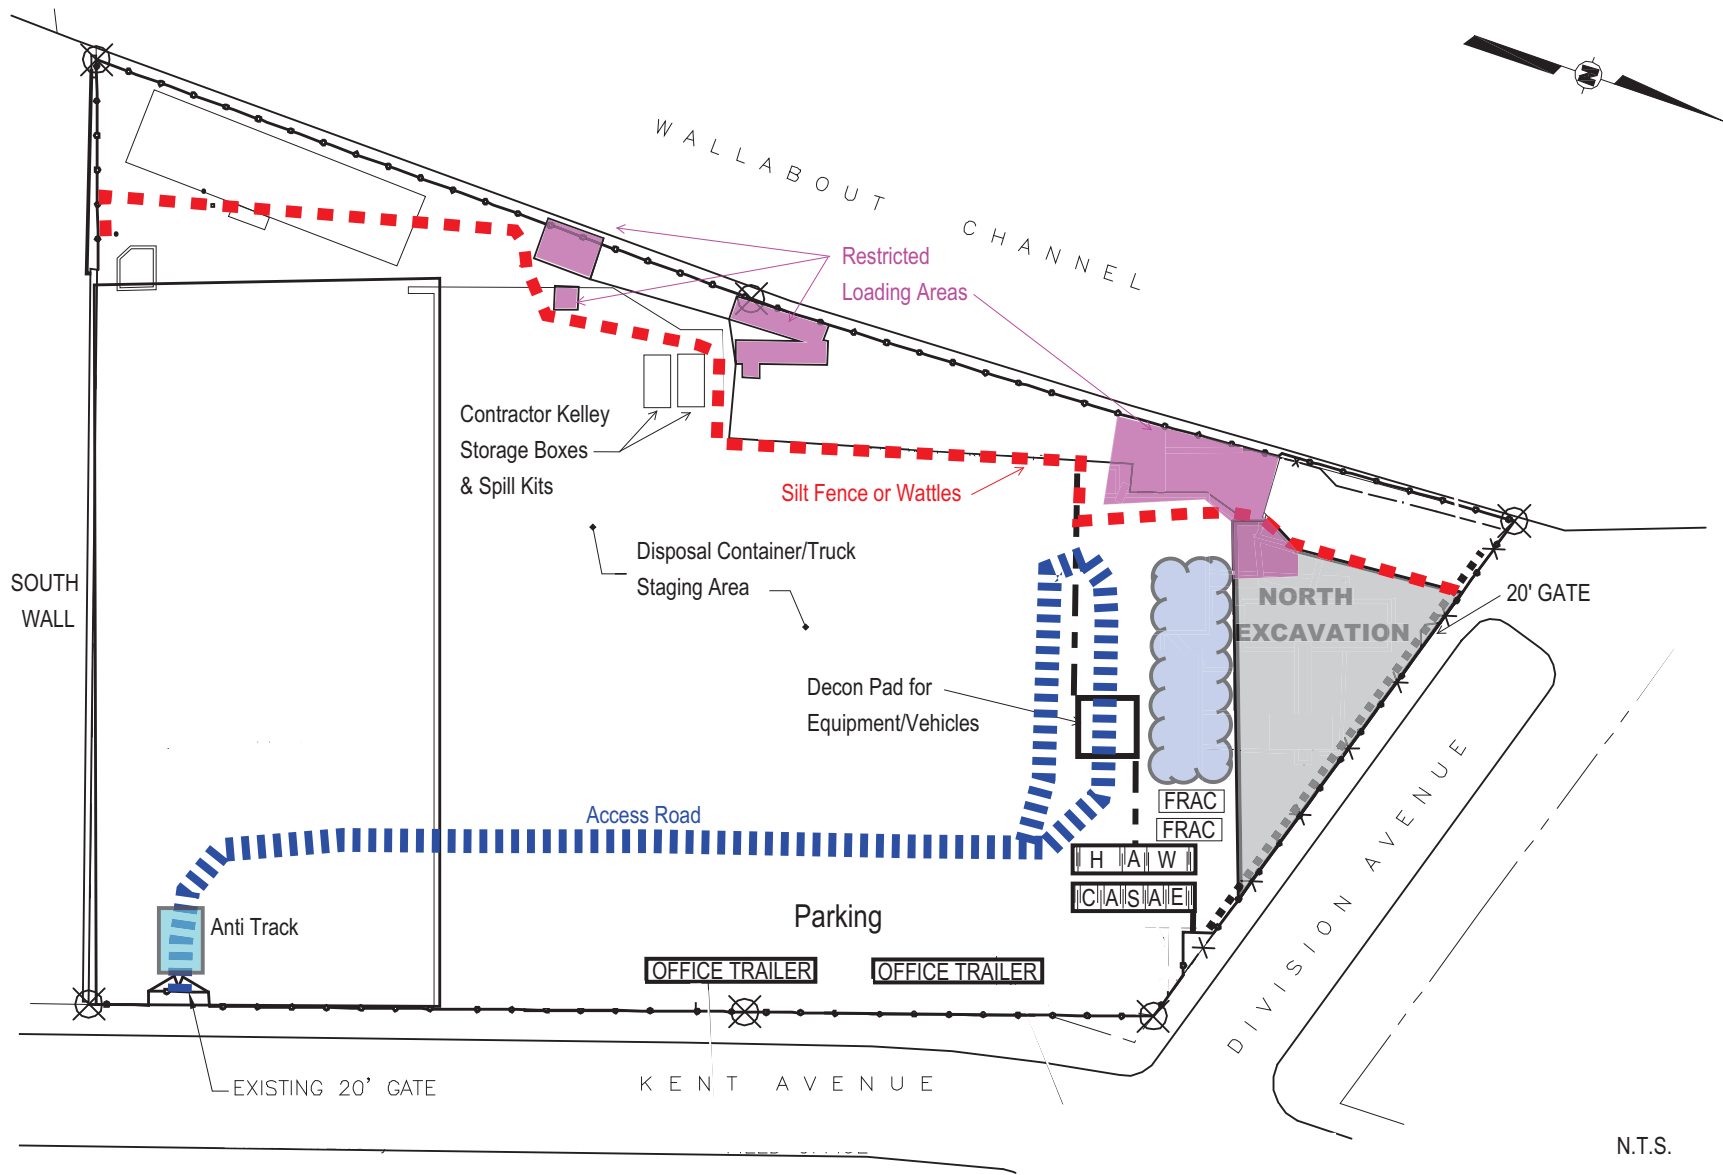 N
WALLABOUT CHANNEL
Restricted
Loading Areas
Contractor Kelley
Storage Boxes
& Spill Kits
Silt Fence or Wattles
Disposal Container/Truck
Staging Area
SOUTH
WALL
NORTH
EXCAVATION
20' GATE
Decon Pad for
Equipment/Vehicles
FRAC
FRAC
Access Road
H A W
CASAE
Anti Track
Parking
OFFICE TRAILER
OFFICE TRAILER
DIVISION AVENUE
EXISTING 20' GATE
KENT AVENUE
N.T.S.